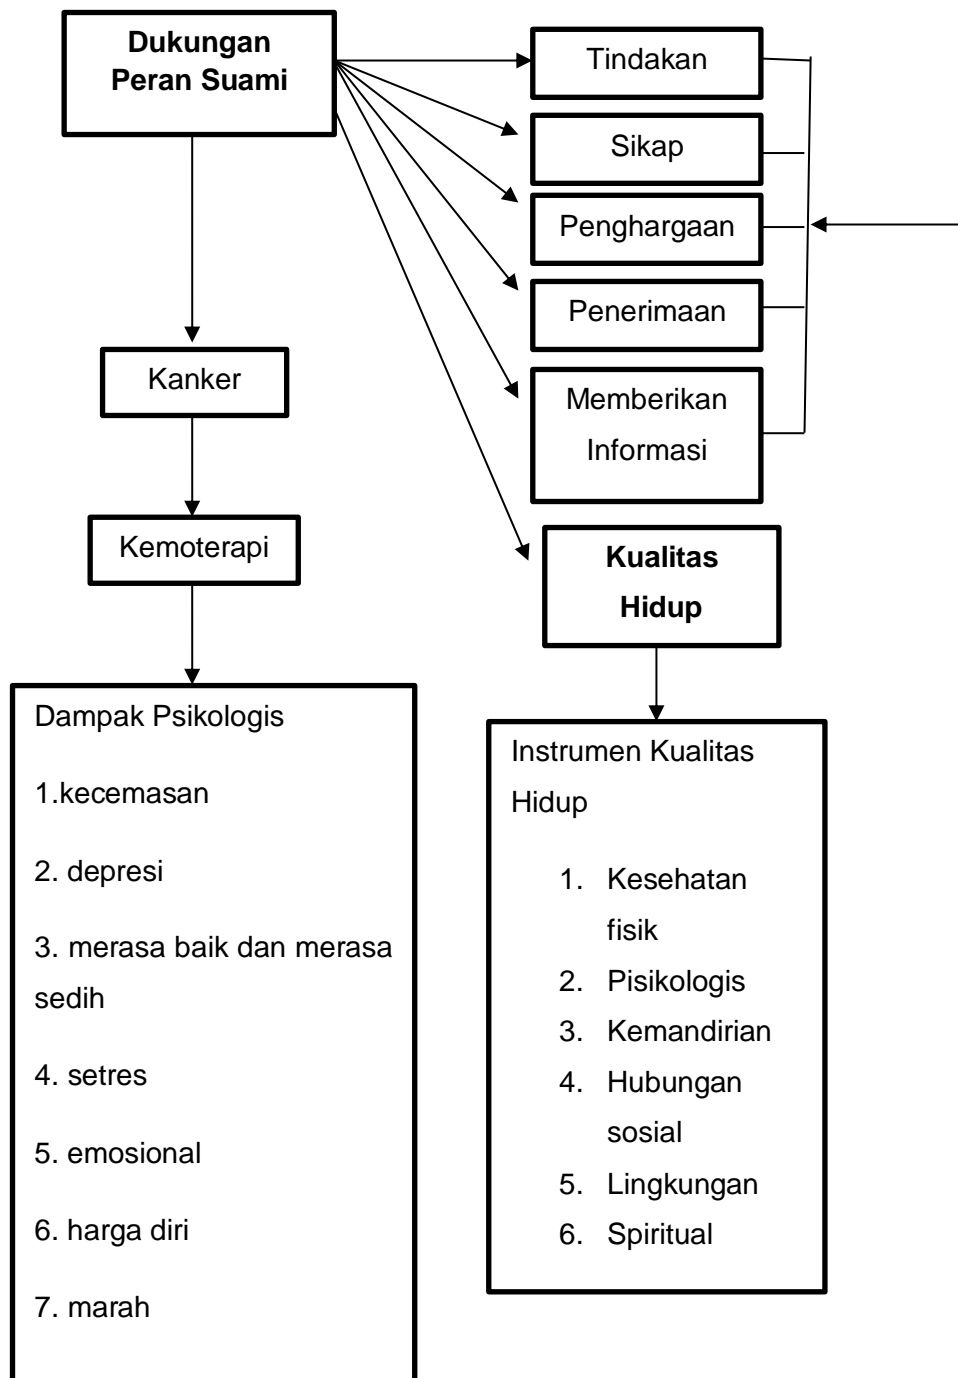 Dukungan
Peran Suami
Tindakan
Sikap
Penghargaan
Penerimaan
Memberikan
Informasi
Kanker
Kemoterapi
Kualitas
Hidup
Dampak Psikologis
1.kecemasan
2. depresi
3. merasa baik dan merasa
sedih
4. setres
5. emosional
6. harga diri
7. marah
Instrumen Kualitas
Hidup
1. Kesehatan
fisik
2. Pisikologis
3. Kemandirian
4. Hubungan
sosial
5. Lingkungan
6. Spiritual